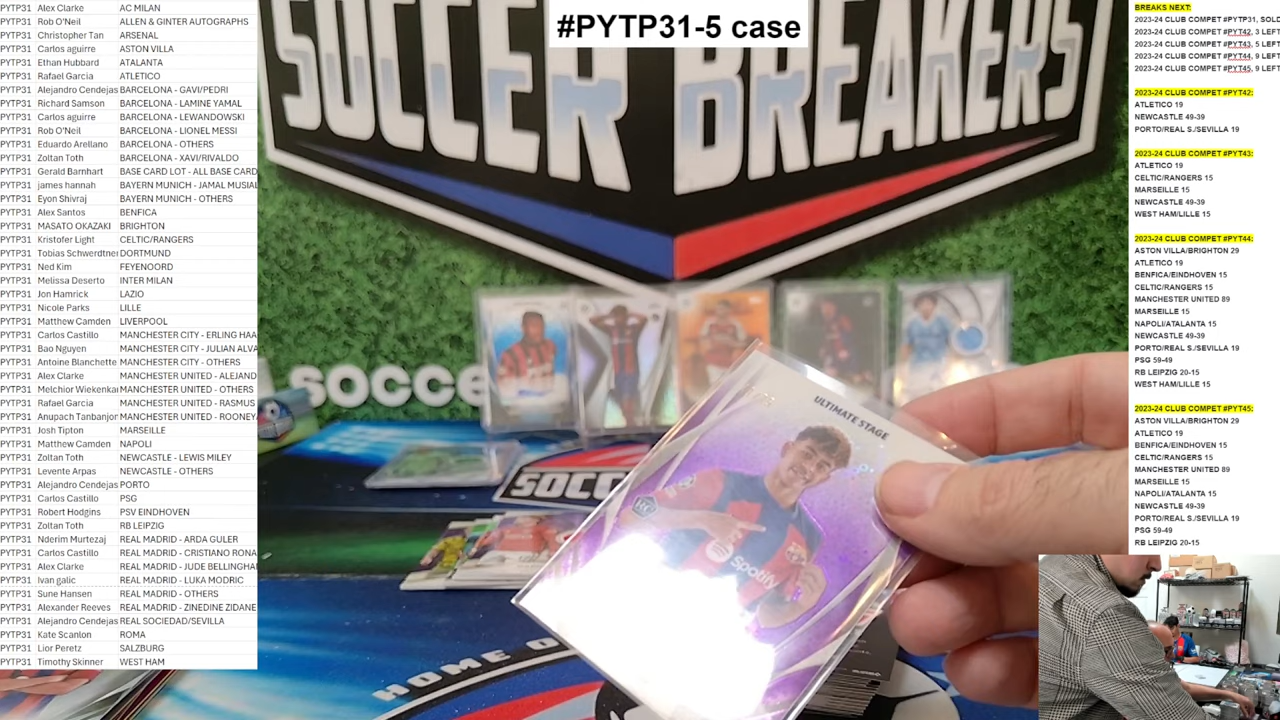 PYTP31 Alex Clarke AC MILAN
PYTP31 Rob O'Neil ALLEN & GINTER AUTOGRAPHS
PYTP31 Christopher Tan ARSENAL
PYTP31 Carlos aguirre ASTON VILLA
PYTP31 Ethan Hubbard ATALANTA
PYTP31 Rafael Garcia ATLETICO
PYTP31 Alejandro Cendejas BARCELONA - GAVI/PEDRI
PYTP31 Richard Samson BARCELONA - LAMINE YAMAL
PYTP31 Carlos aguirre BARCELONA - LEWANDOWSKI
PYTP31 Rob O'Neil BARCELONA - LIONEL MESSI
PYTP31 Eduardo Arellano BARCELONA - OTHERS
PYTP31 Zoltan Toth BARCELONA - XAVI/RIVALDO
PYTP31 Gerald Barnhart BASE CARD LOT - ALL BASE CARD
PYTP31 james hannah BAYERN MUNICH - JAMAL MUSIAL
PYTP31 Eyon Shivraj BAYERN MUNICH - OTHERS
PYTP31 Alex Santos BENFICA
PYTP31 MASATO OKAZAKI BRIGHTON
PYTP31 Kristofer Light CELTIC/RANGERS
PYTP31 Tobias Schwerdtner DORTMUND
PYTP31 Ned Kim FEYENOORD
PYTP31 Melissa Deserto INTER MILAN
PYTP31 Jon Hamrick LAZIO
PYTP31 Nicole Parks LILLE
PYTP31 Matthew Camden LIVERPOOL
PYTP31 Carlos Castillo MANCHESTER CITY - ERLING HAA
PYTP31 Bao Nguyen MANCHESTER CITY - JULIAN ALVA
PYTP31 Antoine Blanchette MANCHESTER CITY - OTHERS
PYTP31 Alex Clarke MANCHESTER UNITED - ALEJAND
PYTP31 Melchior Wiekenkar MANCHESTER UNITED - OTHERS
PYTP31 Rafael Garcia MANCHESTER UNITED - RASMUS
PYTP31 Anupach Tanbanjon MANCHESTER UNITED - ROONEY
PYTP31 Josh Tipton MARSEILLE
PYTP31 Matthew Camden NAPOLI
PYTP31 Zoltan Toth NEWCASTLE - LEWIS MILEY
PYTP31 Levente Arpas NEWCASTLE - OTHERS
PYTP31 Alejandro Cendejas PORTO
PYTP31 Carlos Castillo PSG
PYTP31 Robert Hodgins PSV EINDHOVEN
PYTP31 Zoltan Toth RB LEIPZIG
PYTP31 Nderim Murtezaj REAL MADRID - ARDA GULER
PYTP31 Carlos Castillo REAL MADRID - CRISTIANO RONA
PYTP31 Alex Clarke REAL MADRID - JUDE BELLINGHA
PYTP31 Ivan galic REAL MADRID - LUKA MODRIC
PYTP31 Sune Hansen REAL MADRID - OTHERS
PYTP31 Alexander Reeves REAL MADRID - ZINEDINE ZIDANE
PYTP31 Alejandro Cendejas REAL SOCIEDAD/SEVILLA
PYTP31 Kate Scanlon ROMA
PYTP31 Lior Peretz SALZBURG
PYTP31 Timothy Skinner WEST HAM
#PYTP31-5 case
SOCCER BREAKERS
soccer
SOCC
ULTIMATE STAGE
Spotify
HOME O
BREAKS NEXT:
2023-24 CLUB COMPET #PYTP31, SOLD
2023-24 CLUB COMPET #PYT42, 3 LEFT
2023-24 CLUB COMPET #PYT43, 5 LEFT
2023-24 CLUB COMPET #PYT44, 9 LEFT
2023-24 CLUB COMPET #PYT45, 9 LEFT
2023-24 CLUB COMPET #PYT42:
ATLETICO 19
NEWCASTLE 49-39
PORTO/REAL S./SEVILLA 19
2023-24 CLUB COMPET #PYT43:
ATLETICO 19
CELTIC/RANGERS 15
MARSEILLE 15
NEWCASTLE 49-39
WEST HAM/LILLE 15
2023-24 CLUB COMPET #PYT44:
ASTON VILLA/BRIGHTON 29
ATLETICO 19
BENFICA/EINDHOVEN 15
CELTIC/RANGERS 15
MANCHESTER UNITED 89
MARSEILLE 15
NAPOLI/ATALANTA 15
NEWCASTLE 49-39
PORTO/REAL S./SEVILLA 19
PSG 59-49
RB LEIPZIG 20-15
WEST HAM/LILLE 15
2023-24 CLUB COMPET #PYT45:
ASTON VILLA/BRIGHTON 29
ATLETICO 19
BENFICA/EINDHOVEN 15
CELTIC/RANGERS 15
MANCHESTER UNITED 89
MARSEILLE 15
NAPOLI/ATALANTA 15
NEWCASTLE 49-39
PORTO/REAL S./SEVILLA 19
PSG 59-49
RB LEIPZIG 20-15